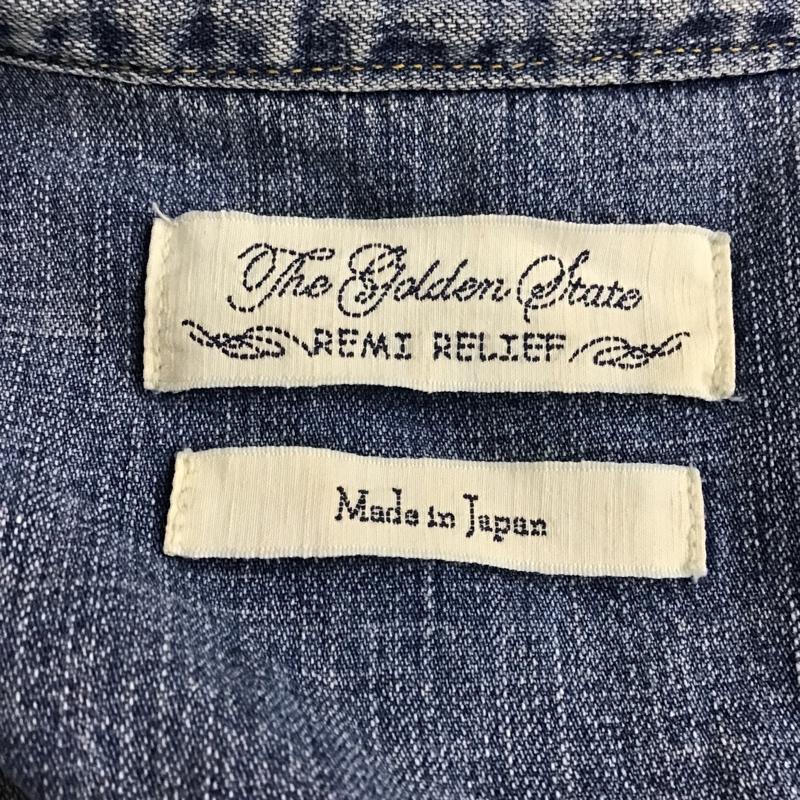 The Golden State
REMI RELIEF
Made in Japan